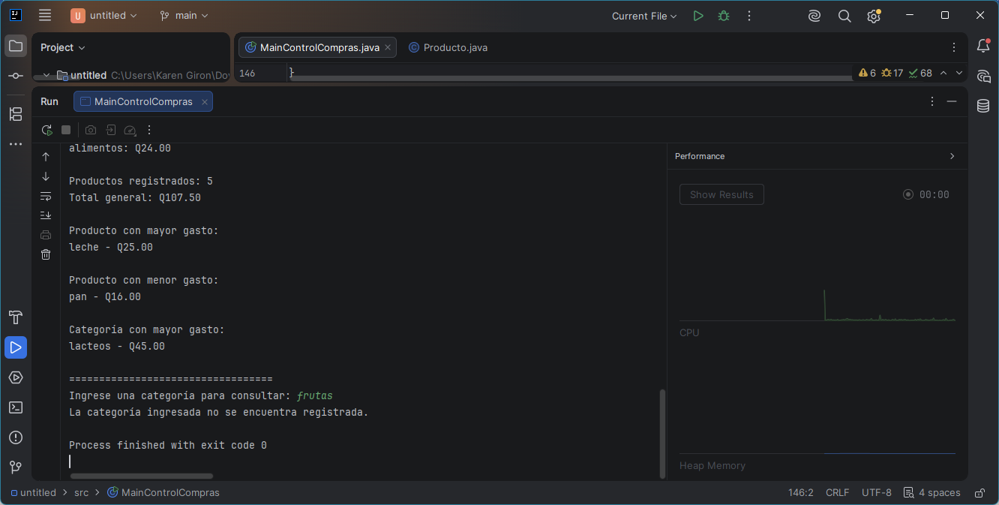 U untitled main Current File
Project
MainControlCompras.java
Producto.java
untitled C:\Users\Karen Giron\Do
146 }
6 17 68
Run MainControlCompras
alimentos: Q24.00
Productos registrados: 5
Total general: Q107.50
Producto con mayor gasto:
leche - Q25.00
Producto con menor gasto:
pan - Q16.00
Categoría con mayor gasto:
lacteos - Q45.00
==================================
Ingrese una categoría para consultar: frutas
La categoría ingresada no se encuentra registrada.
Process finished with exit code 0
Performance
Show Results 00:00
CPU
Heap Memory
untitled > src > MainControlCompras
146:2 CRLF UTF-8 4 spaces